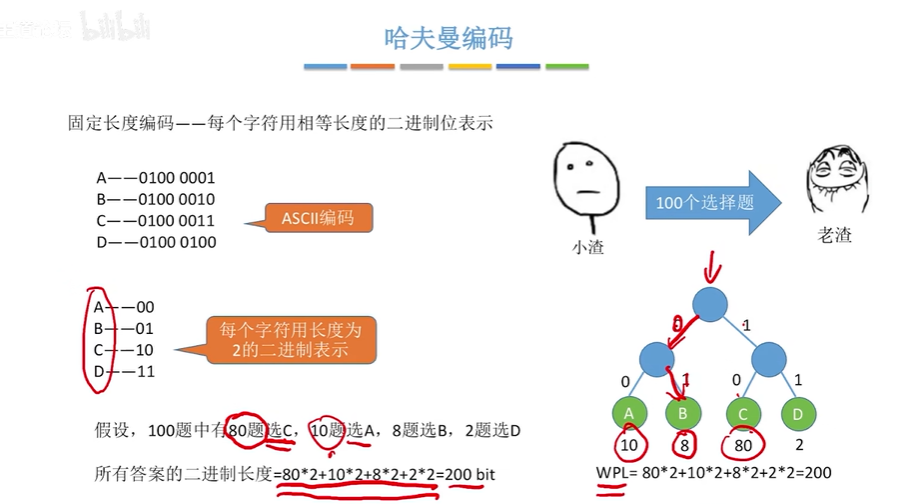 bilibili
哈夫曼编码
固定长度编码——每个字符用相等长度的二进制位表示
A——0100 0001
B——0100 0010
C——0100 0011
D——0100 0100
ASCII编码
100个选择题
小渣
老渣
A——00
B——01
C——10
D——11
每个字符用长度为
2的二进制表示
0 1
0 1 0 1
A B C D
10 8 80 2
假设，100题中有80题选C，10题选A，8题选B，2题选D
所有答案的二进制长度=80*2+10*2+8*2+2*2=200 bit
WPL= 80*2+10*2+8*2+2*2=200